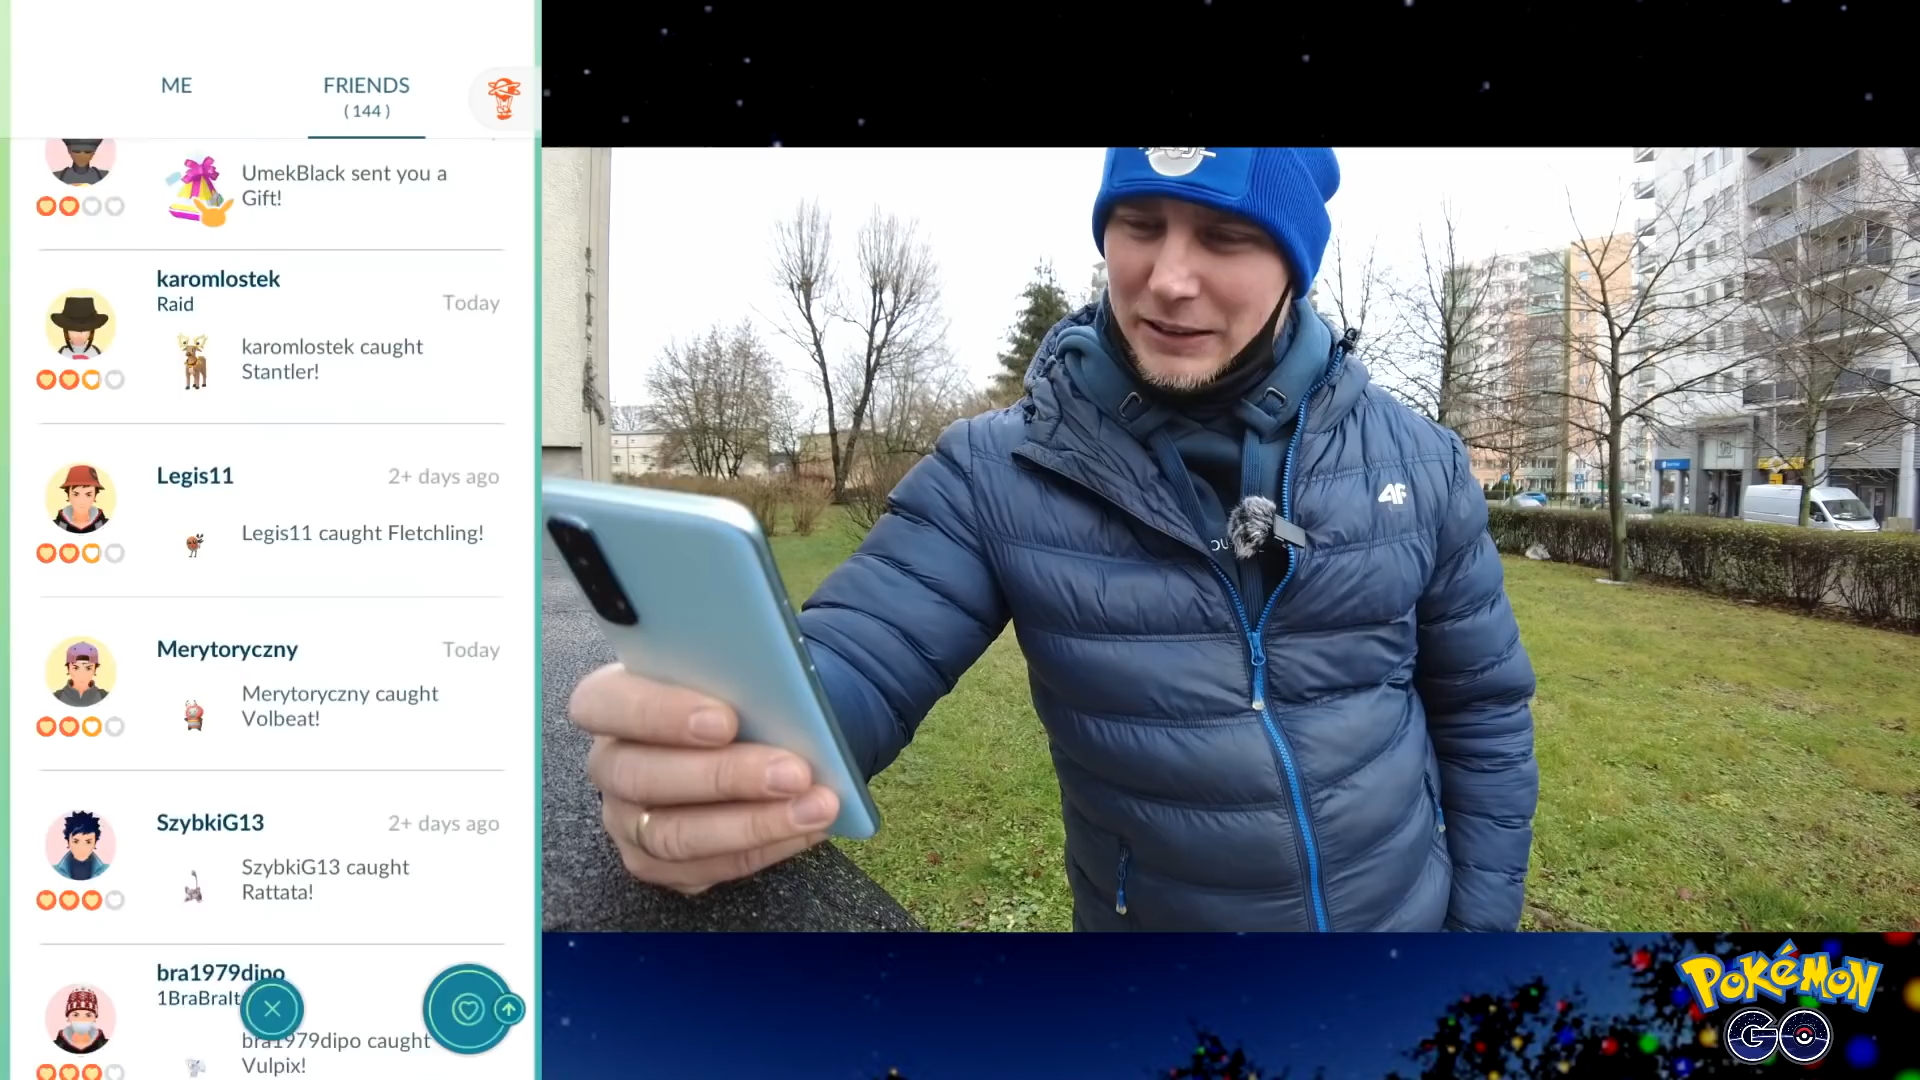 ME
FRIENDS
( 144 )
UmekBlack sent you a
Gift!
karomlostek
Raid
Today
karomlostek caught
Stantler!
Legis11
2+ days ago
Legis11 caught Fletchling!
Merytoryczny
Today
Merytoryczny caught
Volbeat!
SzybkiG13
2+ days ago
SzybkiG13 caught
Rattata!
bra1979dipo
1BraBraIt
bra1979dipo caught
Vulpix!
4F
POKÉMON
GO